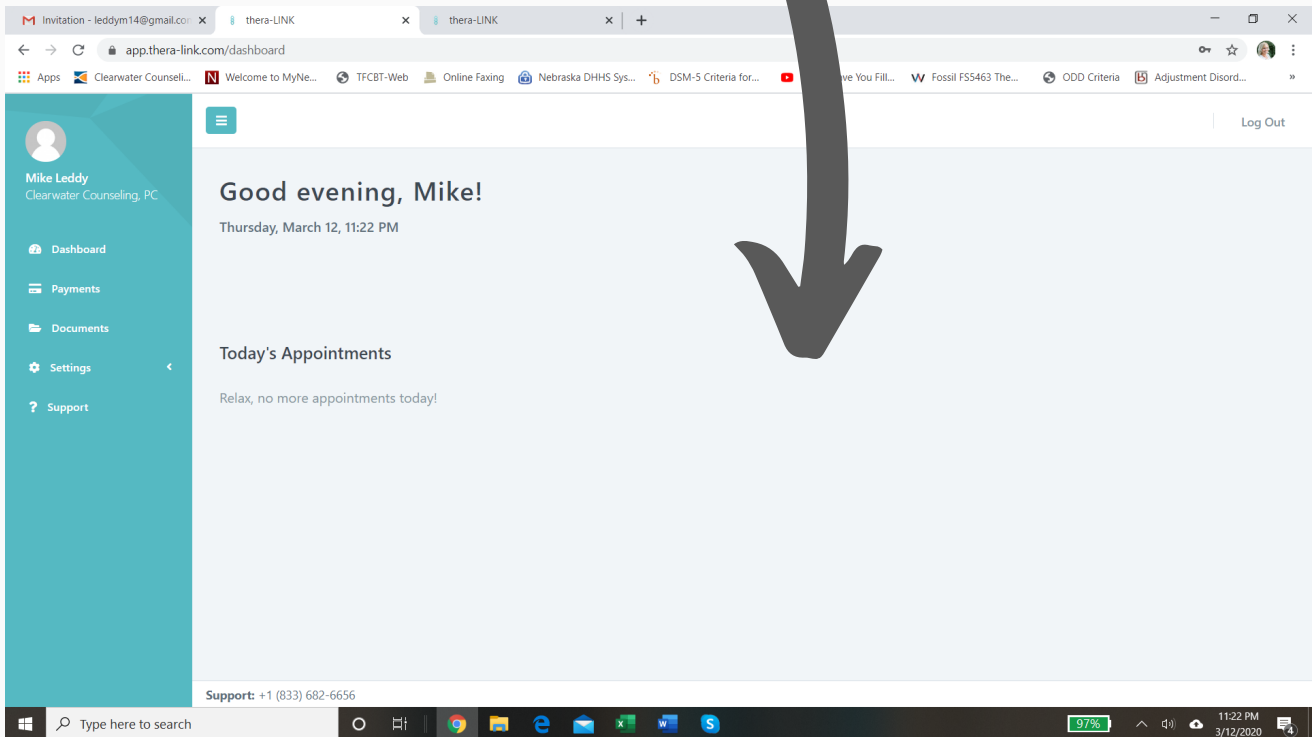 Invitation - leddym14@gmail.con
thera-LINK
thera-LINK
app.thera-link.com/dashboard
Apps
Clearwater Counseli...
Welcome to MyNe...
TFCBT-Web
Online Faxing
Nebraska DHHS Sys...
DSM-5 Criteria for...
You Fill...
Fossil FS5463 The...
ODD Criteria
Adjustment Disord...
»
Mike Leddy
Clearwater Counseling, PC
Dashboard
Payments
Documents
Settings
Support
Log Out
Good evening, Mike!
Thursday, March 12, 11:22 PM
Today's Appointments
Relax, no more appointments today!
Support: +1 (833) 682-6656
Type here to search
97%
11:22 PM
3/12/2020
4